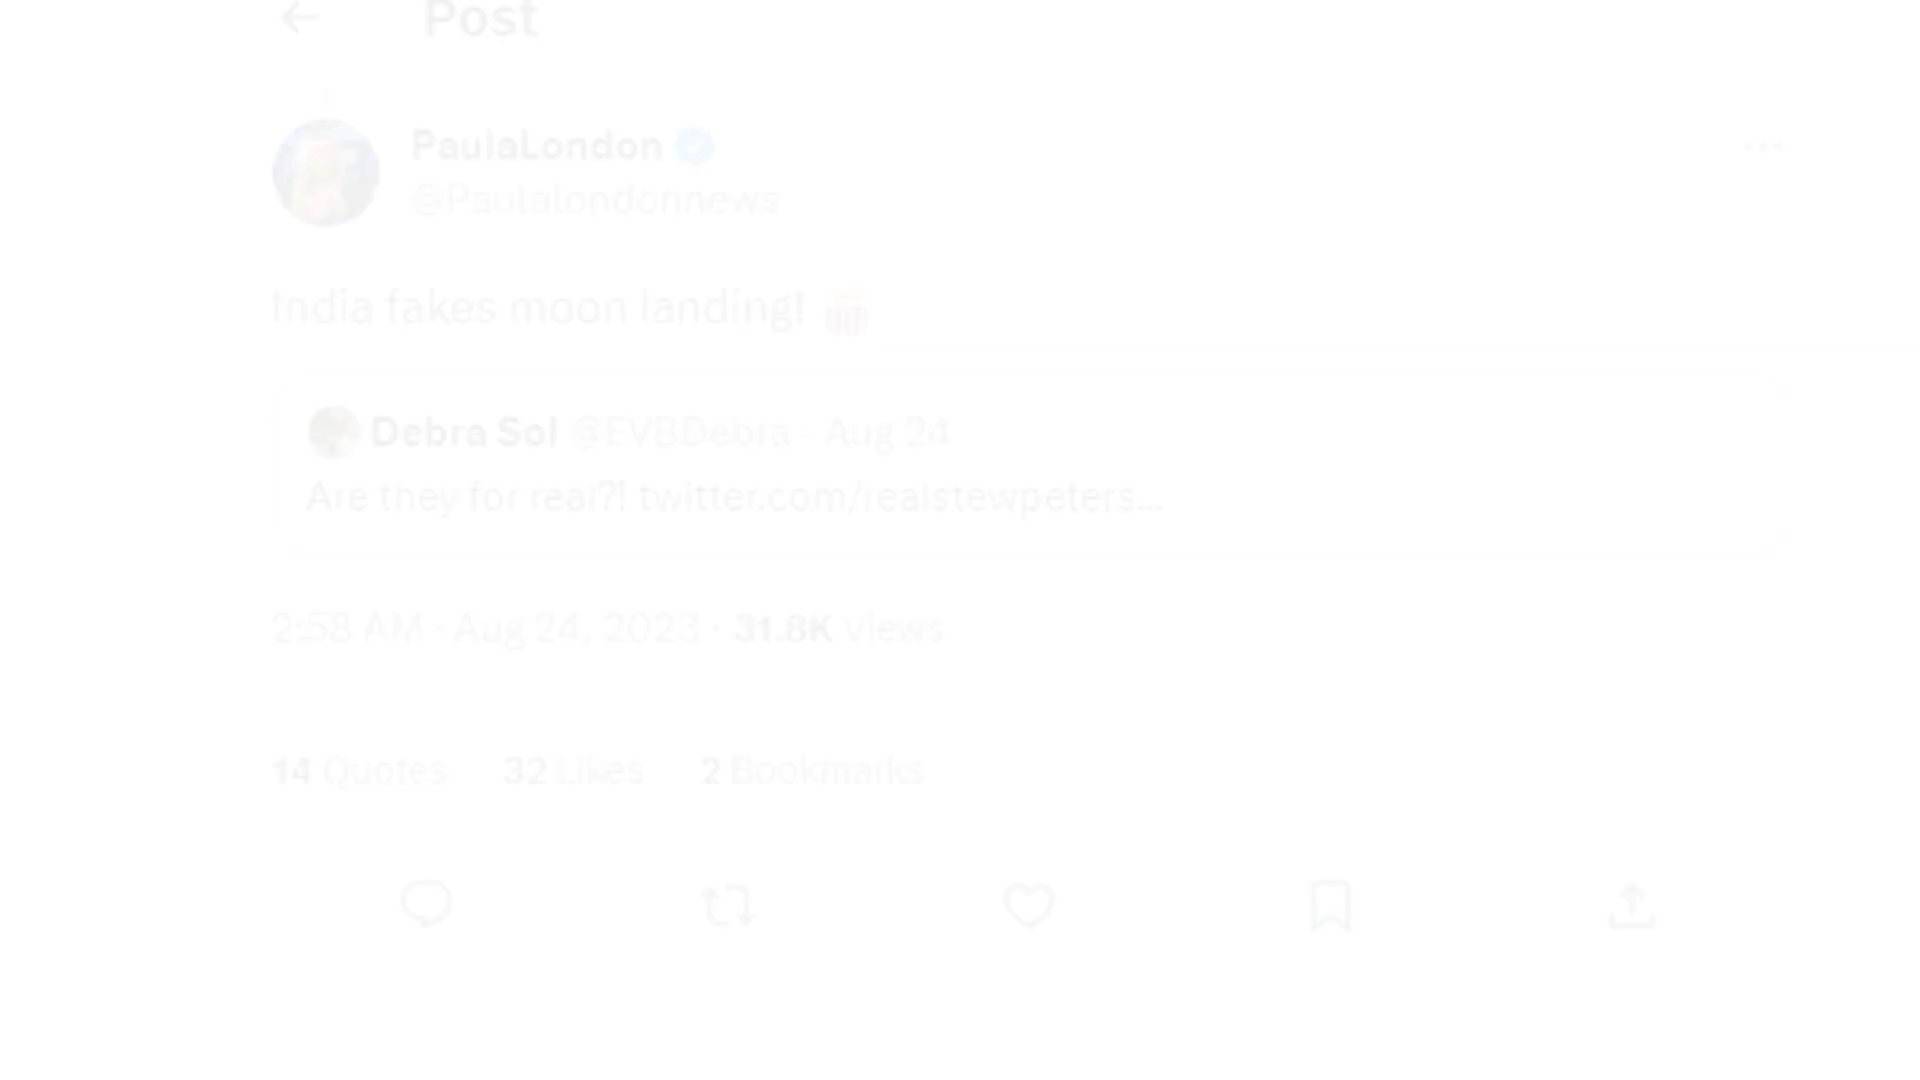 Post
PaulaLondon
@Paulalondonnews
India fakes moon landing! 🍿
Debra Sol @EVBDebra · Aug 24
Are they for real?! twitter.com/realstewpeters...
2:58 AM · Aug 24, 2023 · 31.8K Views
14 Quotes 32 Likes 2 Bookmarks